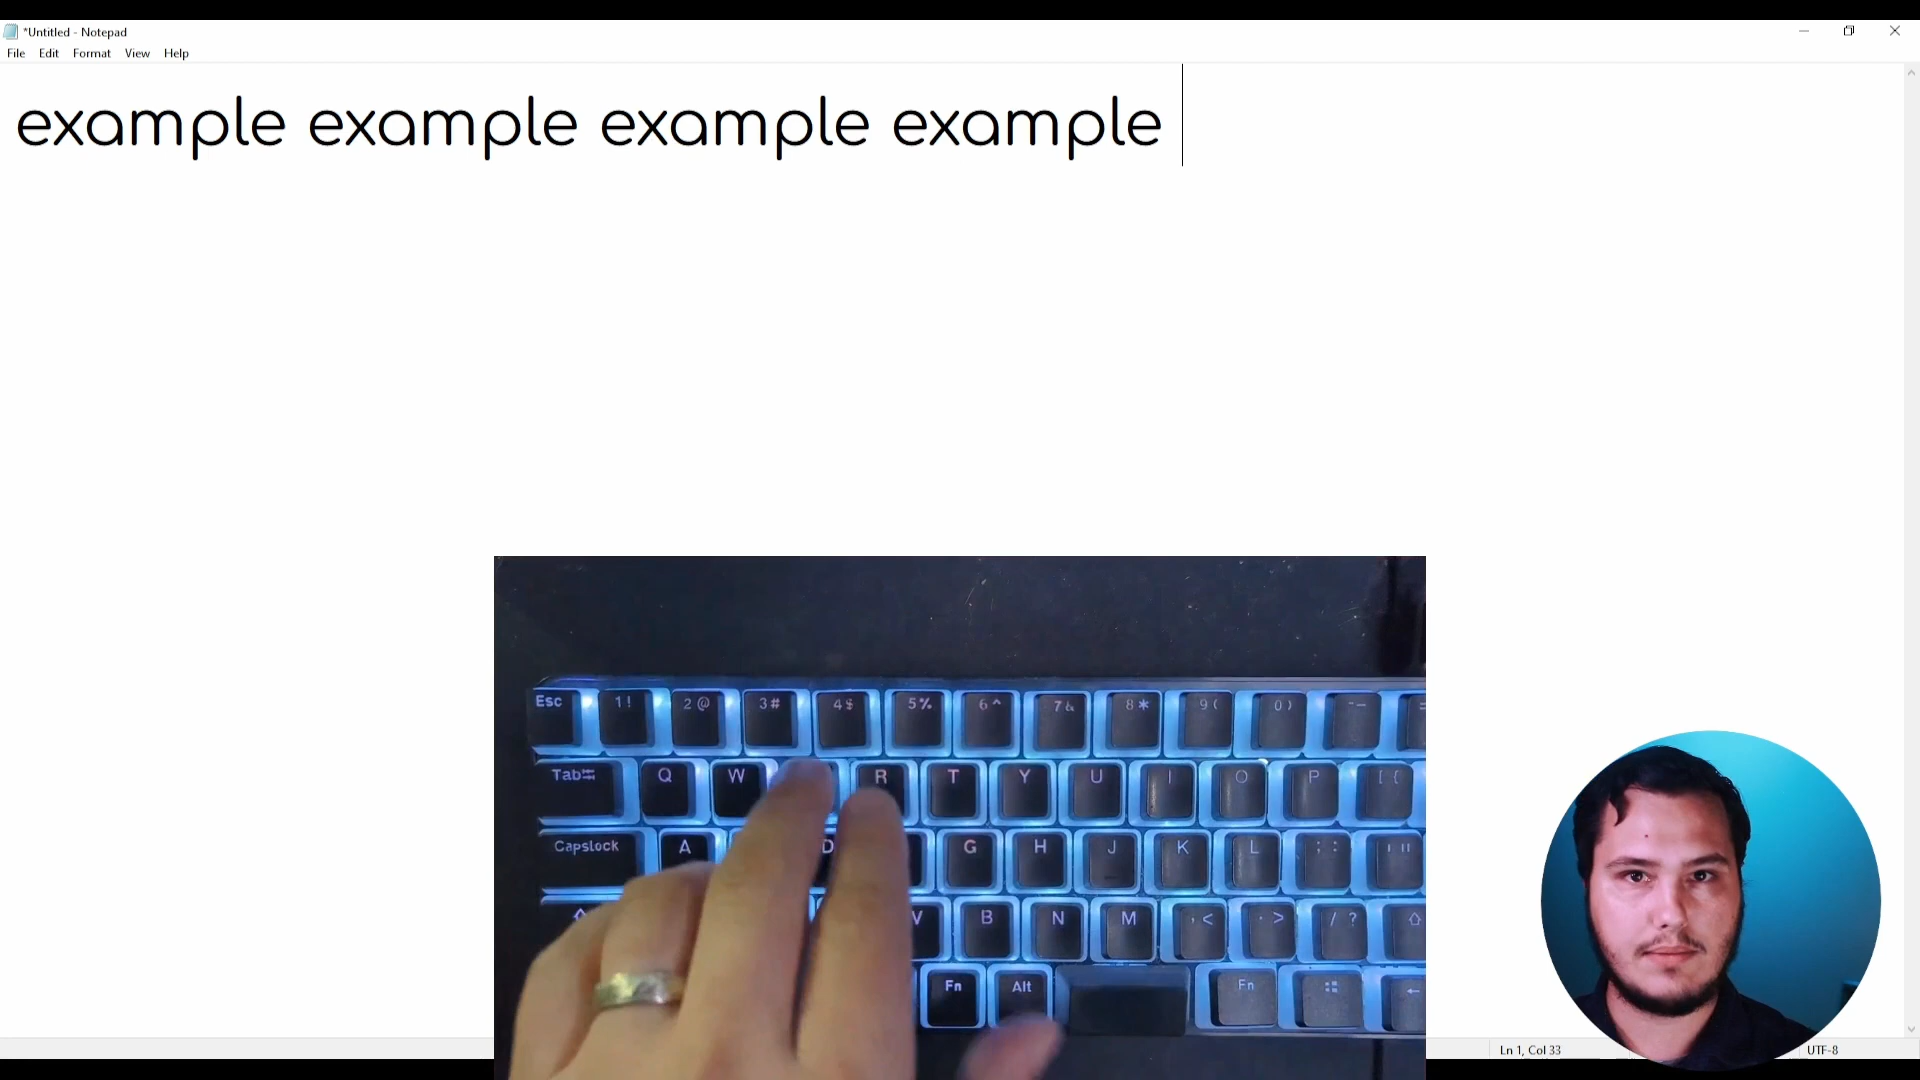 *Untitled - Notepad
File Edit Format View Help
example example example example
Esc 1! 2@ 3# 4$ 5% 6^ 7& 8* 9( 0)
Tab Q W R T Y U I O P [{
Capslock A D G H J K L ;: '"
V B N M ,< .> /?
Fn Alt Fn
Ln 1, Col 33 UTF-8